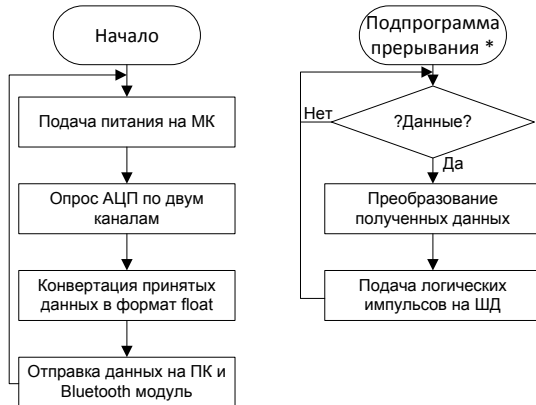 Начало
Подача питания на МК
Опрос АЦП по двум
каналам
Конвертация принятых
данных в формат float
Отправка данных на ПК и
Bluetooth модуль
Подпрограмма
прерывания *
?Данные?
Нет
Да
Преобразование
полученных данных
Подача логических
импульсов на ШД